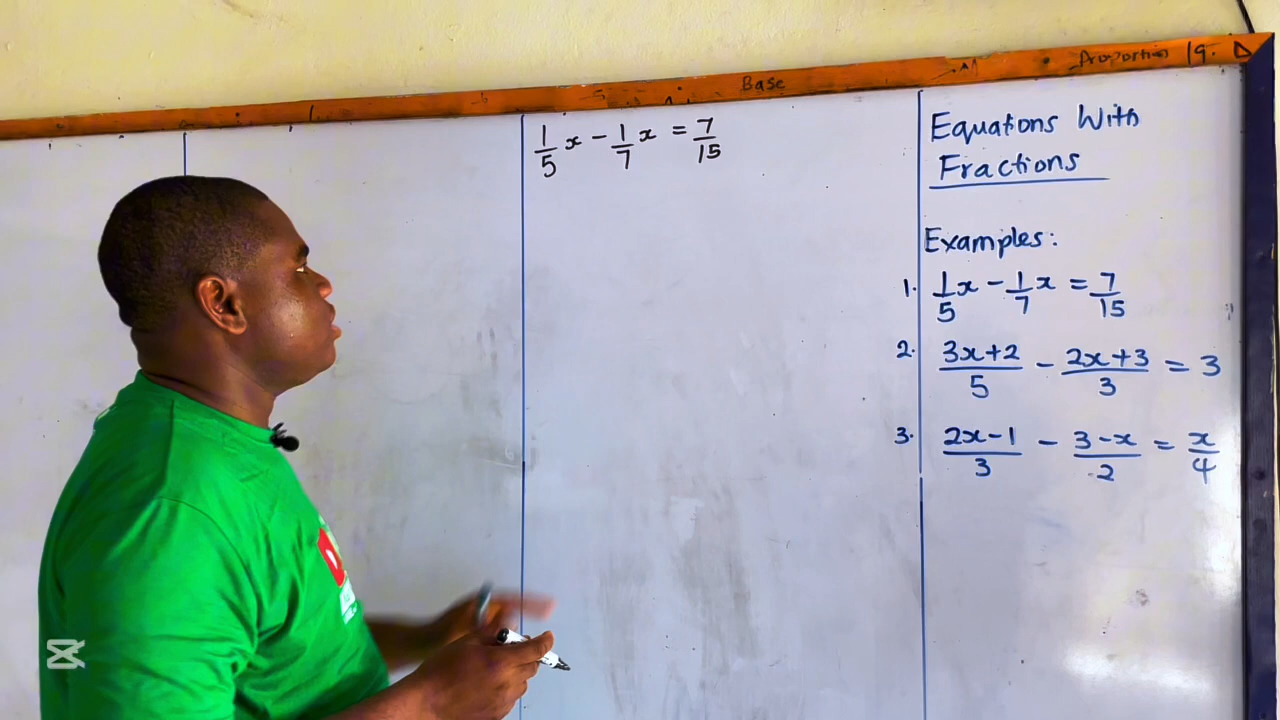 Base
Proportion 19.
1/5 x - 1/7 x = 7/15
Equations With
Fractions
Examples:
1. 1/5 x - 1/7 x = 7/15
2. (3x+2)/5 - (2x+3)/3 = 3
3. (2x-1)/3 - (3-x)/2 = x/4